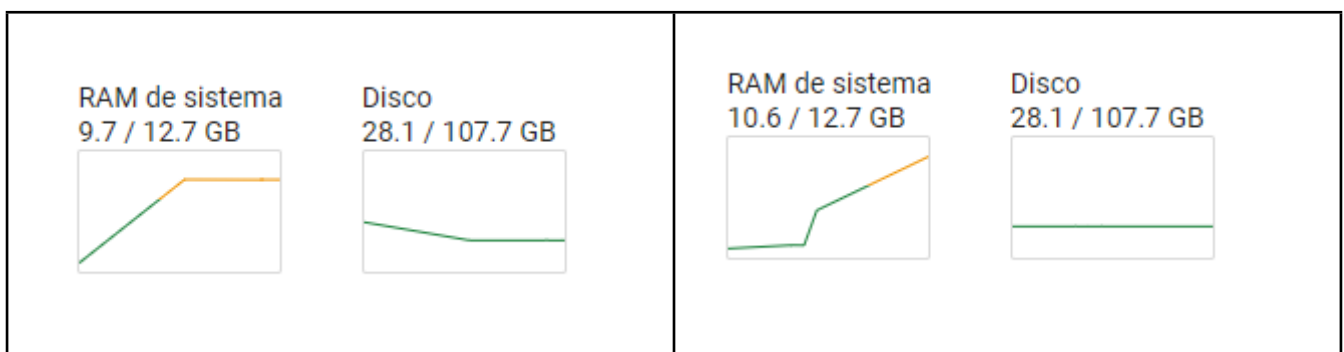 RAM de sistema
9.7 / 12.7 GB
Disco
28.1 / 107.7 GB
RAM de sistema
10.6 / 12.7 GB
Disco
28.1 / 107.7 GB